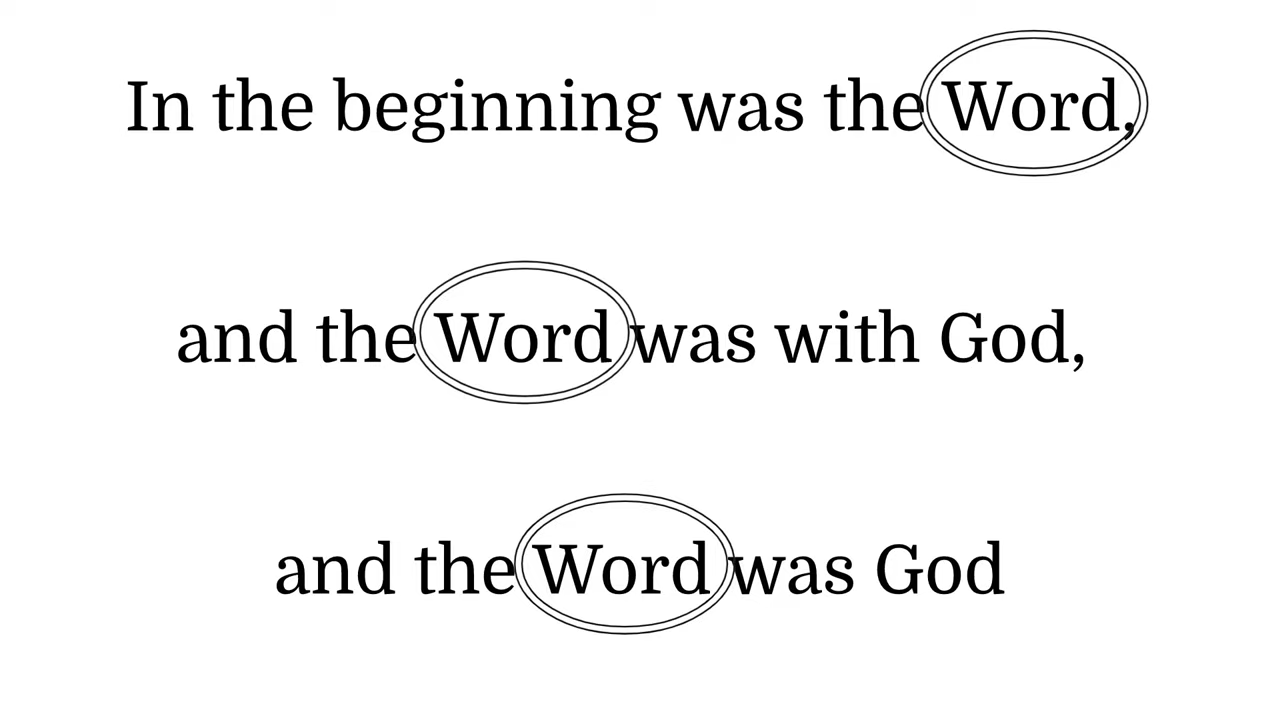 In the beginning was the Word,
and the Word was with God,
and the Word was God